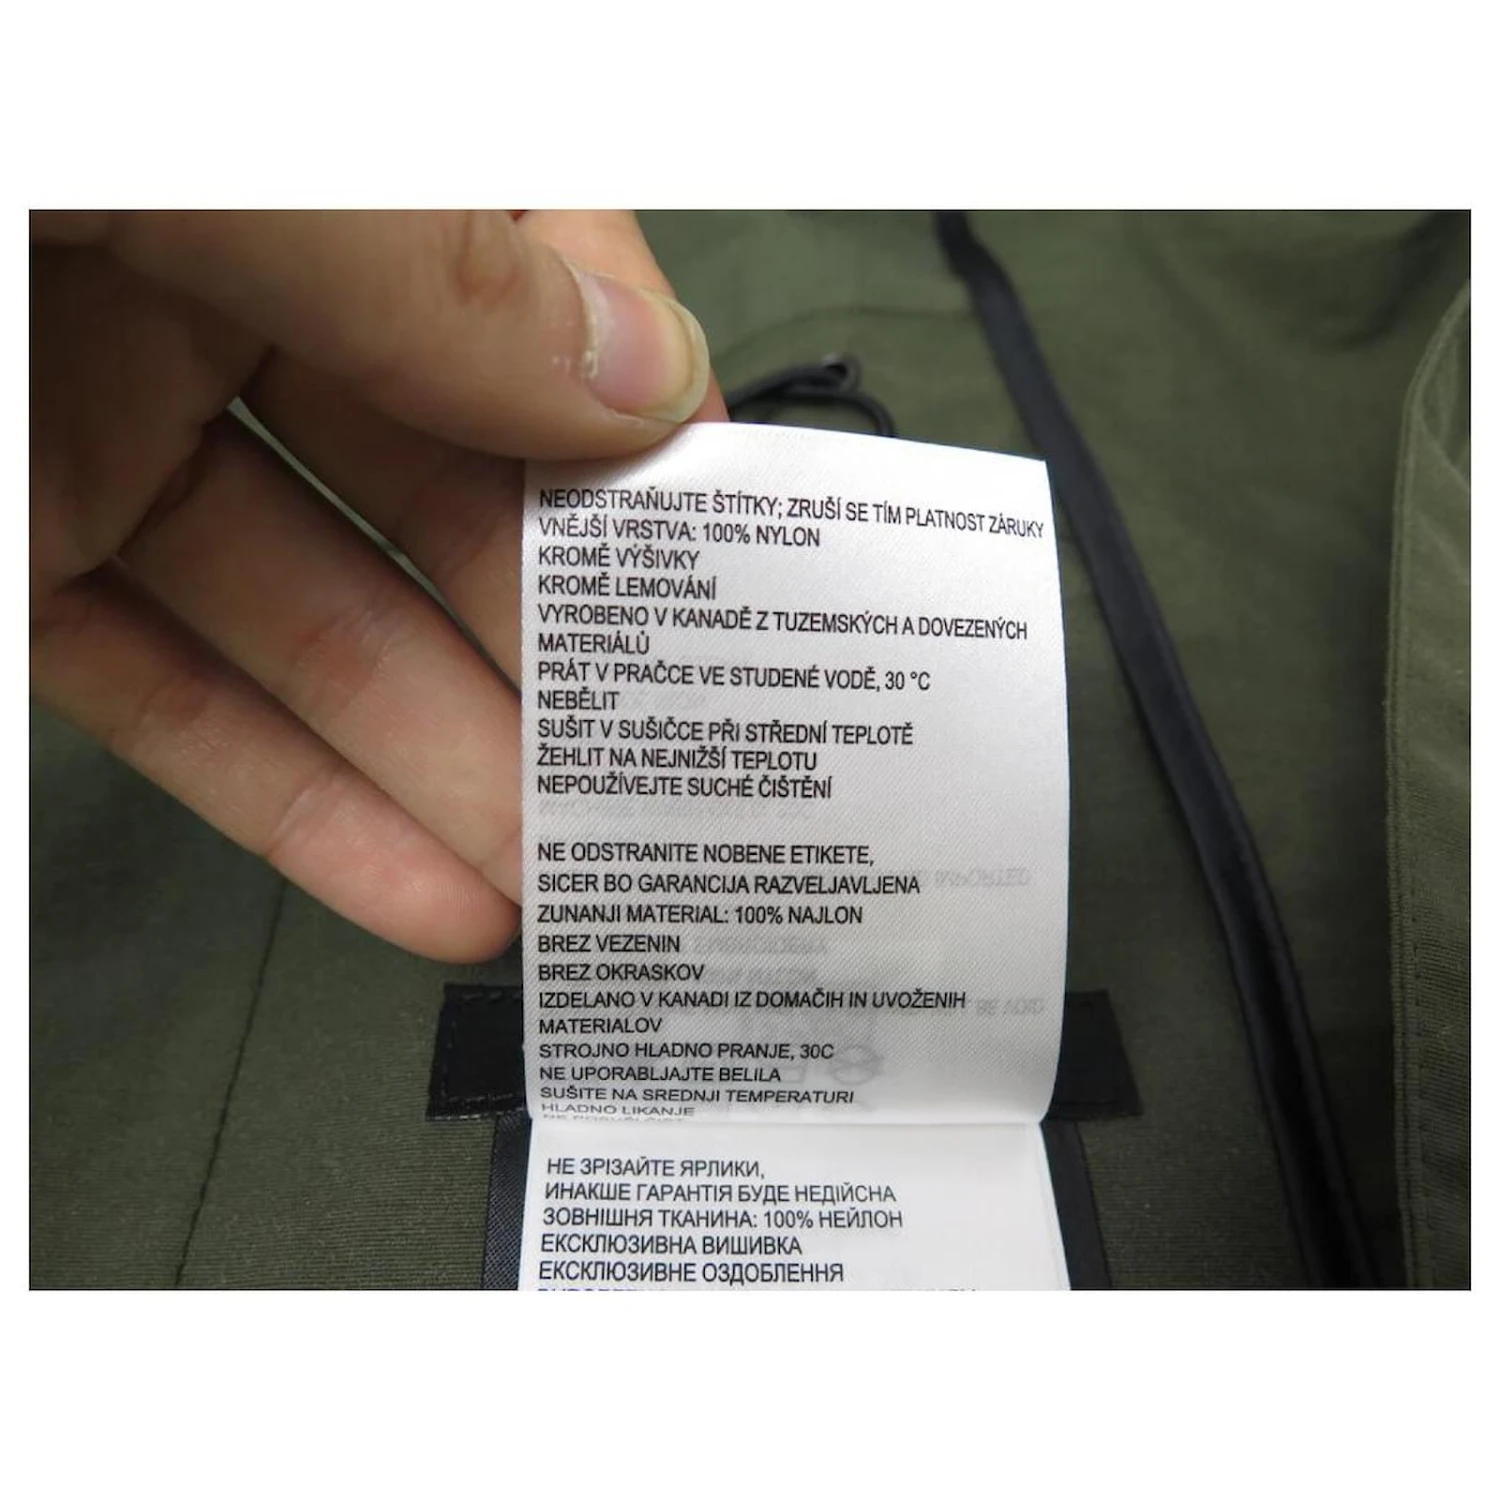 NEODSTRAŇUJTE ŠTÍTKY; ZRUŠÍ SE TÍM PLATNOST ZÁRUKY
VNĚJŠÍ VRSTVA: 100% NYLON
KROMĚ VÝŠIVKY
KROMĚ LEMOVÁNÍ
VYROBENO V KANADĚ Z TUZEMSKÝCH A DOVEZENÝCH
MATERIÁLŮ
PRÁT V PRAČCE VE STUDENÉ VODĚ, 30 °C
NEBĚLIT
SUŠIT V SUŠIČCE PŘI STŘEDNÍ TEPLOTĚ
ŽEHLIT NA NEJNIŽŠÍ TEPLOTU
NEPOUŽÍVEJTE SUCHÉ ČIŠTĚNÍ
NE ODSTRANITE NOBENE ETIKETE,
SICER BO GARANCIJA RAZVELJAVLJENA
ZUNANJI MATERIAL: 100% NAJLON
BREZ VEZENIN
BREZ OKRASKOV
IZDELANO V KANADI IZ DOMAČIH IN UVOŽENIH
MATERIALOV
STROJNO HLADNO PRANJE, 30C
NE UPORABLJAJTE BELILA
SUŠITE NA SREDNJI TEMPERATURI
HLADNO LIKANJE
НЕ ЗРІЗАЙТЕ ЯРЛИКИ,
ИНАКШЕ ГАРАНТІЯ БУДЕ НЕДІЙСНА
ЗОВНІШНЯ ТКАНИНА: 100% НЕЙЛОН
ЕКСКЛЮЗИВНА ВИШИВКА
ЕКСКЛЮЗИВНЕ ОЗДОБЛЕННЯ